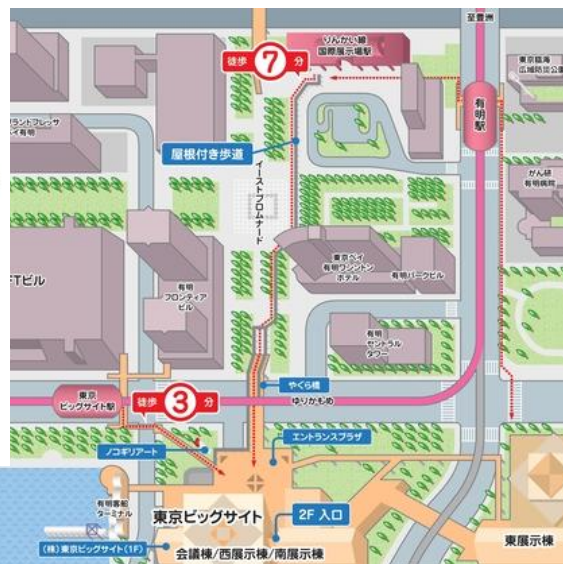 至豊洲
りんかい線
国際展示場駅
徒歩 7 分
東京臨海
広域防災公園
有明駅
屋根付き歩道
がん研
有明病院
イーストプロムナード
東京ベイ
有明ワシントン
ホテル
有明パークビル
TFTビル
有明
フロンティア
ビル
有明
セントラル
タワー
やぐら橋
東京
ビッグサイト駅
徒歩 3 分
ゆりかもめ
ノコギリアート
エントランスプラザ
有明客船
ターミナル
東京ビッグサイト
2F 入口
(株)東京ビッグサイト(1F)
会議棟/西展示棟/南展示棟
東展示棟